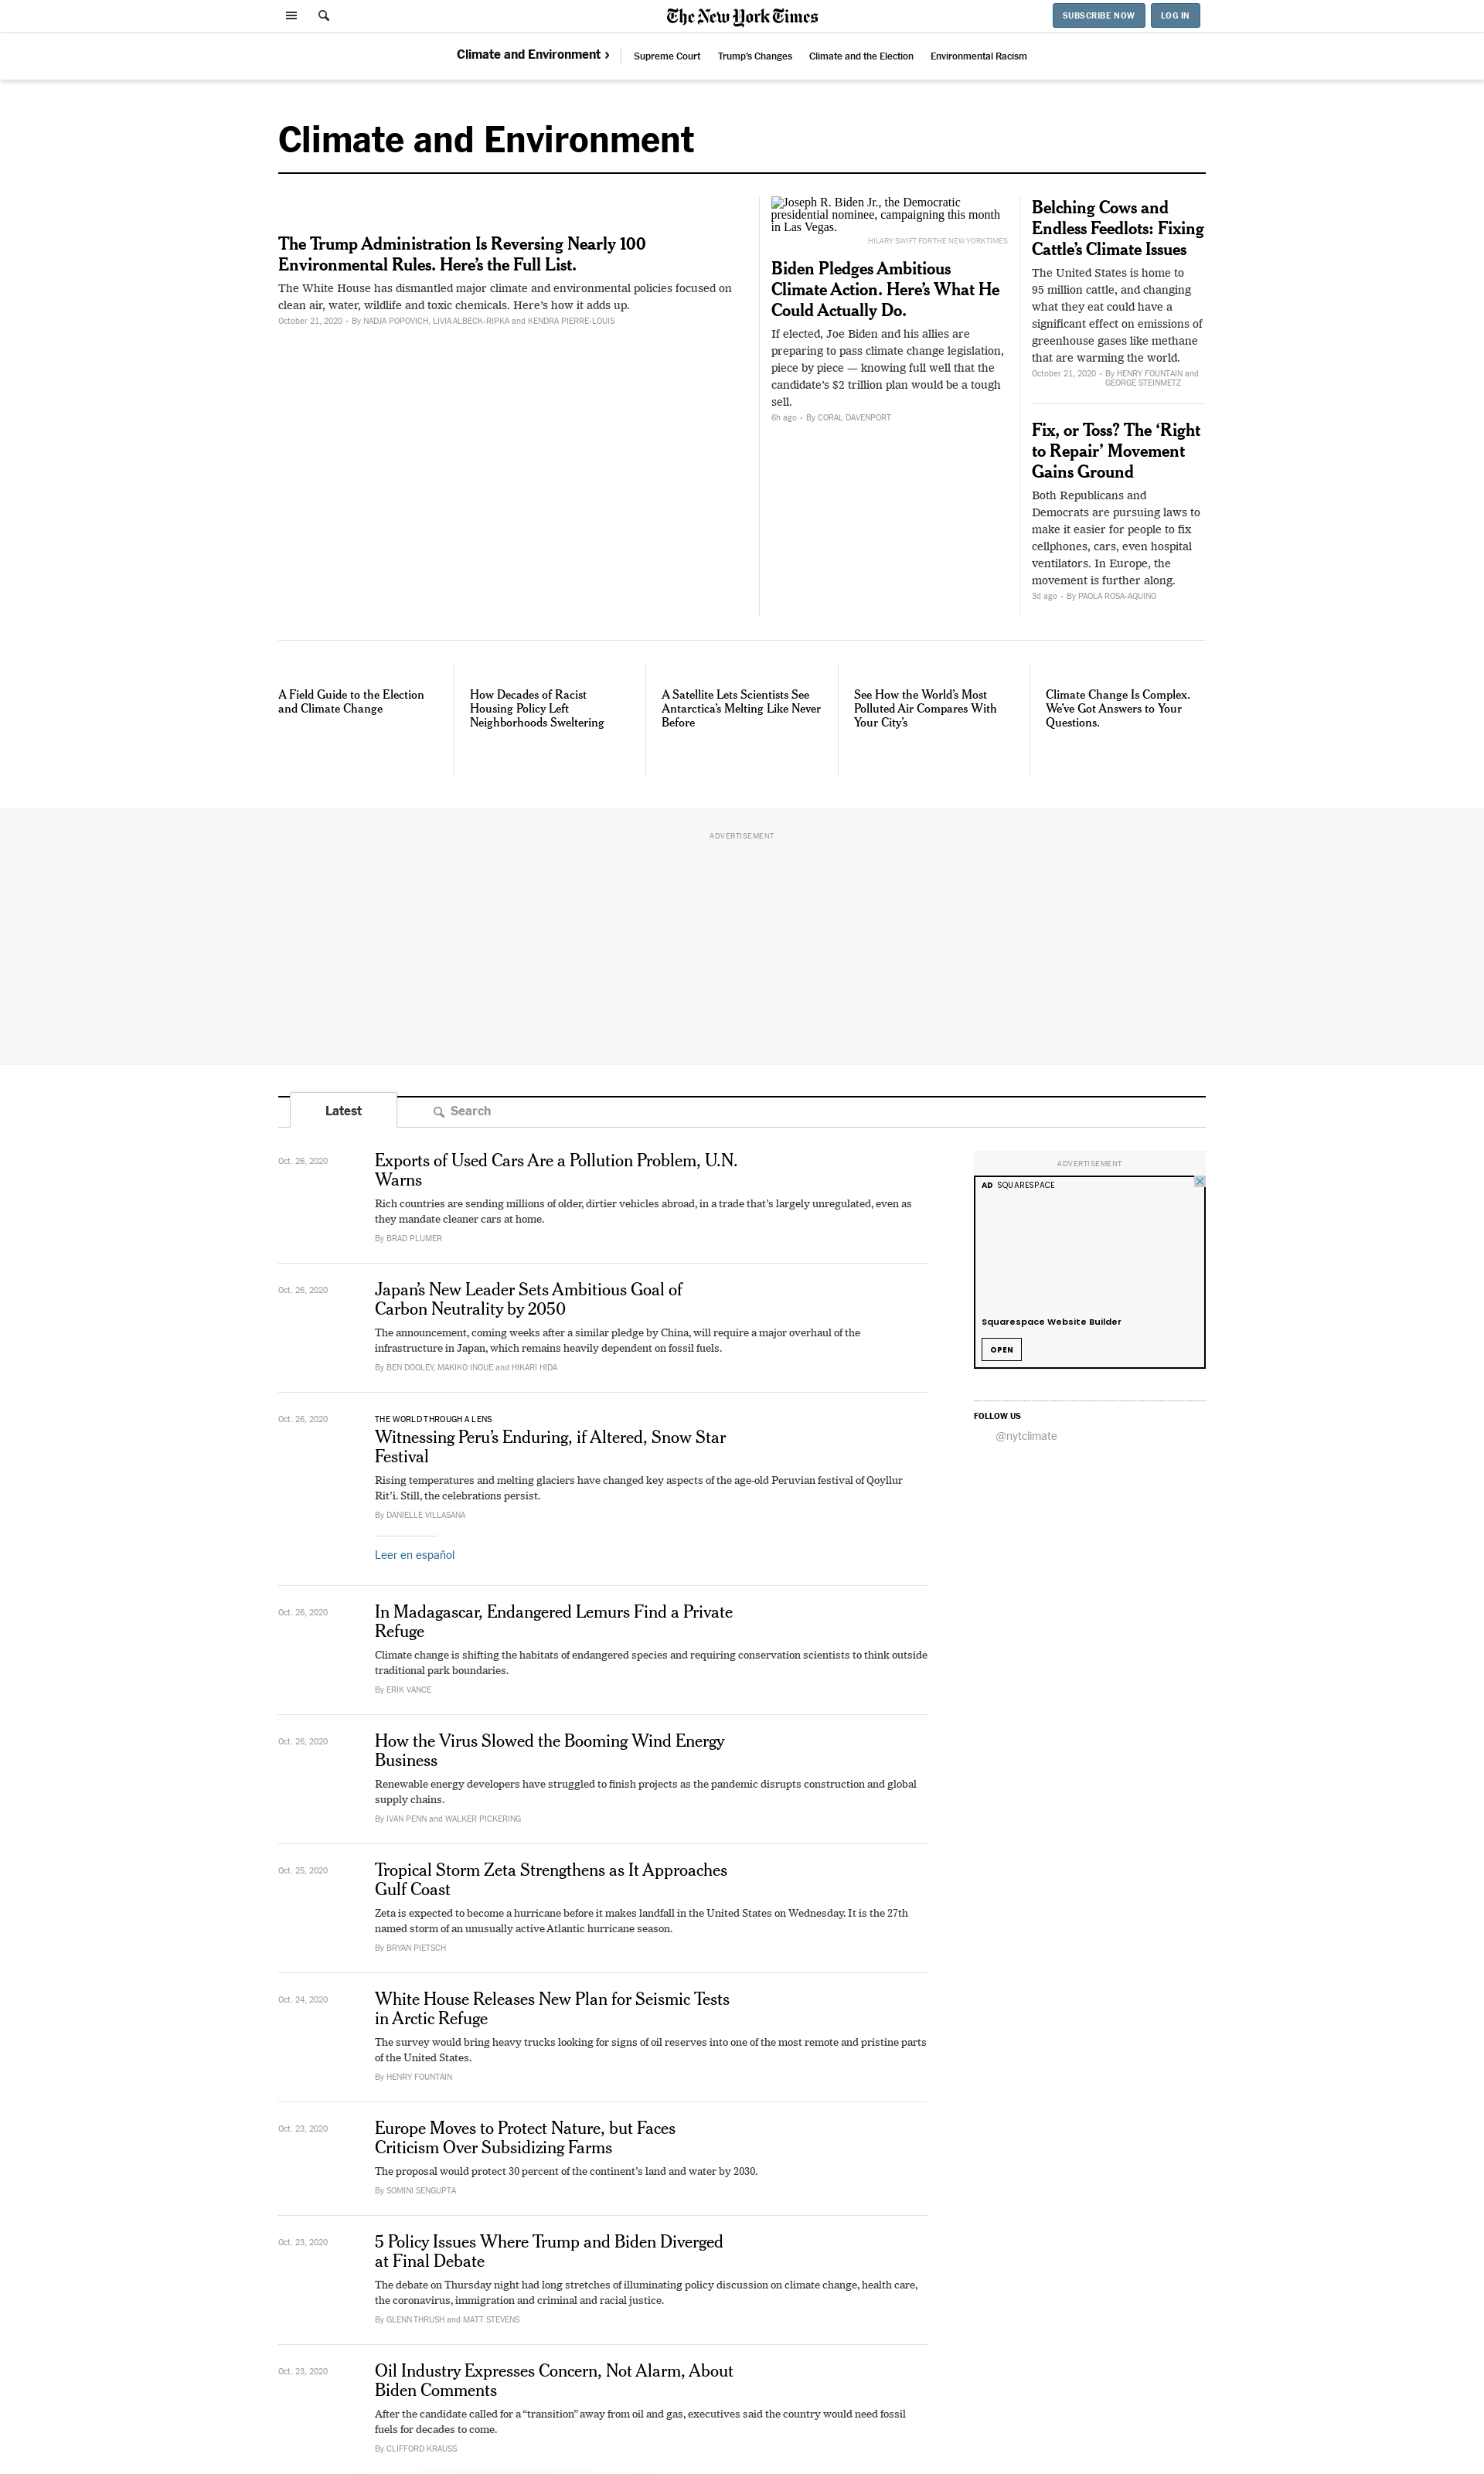 The New York Times
SUBSCRIBE NOW
LOG IN
Climate and Environment ›
Supreme Court
Trump's Changes
Climate and the Election
Environmental Racism
Climate and Environment
The Trump Administration Is Reversing Nearly 100
Environmental Rules. Here’s the Full List.
The White House has dismantled major climate and environmental policies focused on
clean air, water, wildlife and toxic chemicals. Here’s how it adds up.
October 21, 2020 • By NADJA POPOVICH, LIVIA ALBECK-RIPKA and KENDRA PIERRE-LOUIS
Joseph R. Biden Jr., the Democratic
presidential nominee, campaigning this month
in Las Vegas.
HILARY SWIFT FOR THE NEW YORK TIMES
Biden Pledges Ambitious
Climate Action. Here’s What He
Could Actually Do.
If elected, Joe Biden and his allies are
preparing to pass climate change legislation,
piece by piece — knowing full well that the
candidate’s $2 trillion plan would be a tough
sell.
6h ago • By CORAL DAVENPORT
Belching Cows and
Endless Feedlots: Fixing
Cattle’s Climate Issues
The United States is home to
95 million cattle, and changing
what they eat could have a
significant effect on emissions of
greenhouse gases like methane
that are warming the world.
October 21, 2020 • By HENRY FOUNTAIN and
GEORGE STEINMETZ
Fix, or Toss? The ‘Right
to Repair’ Movement
Gains Ground
Both Republicans and
Democrats are pursuing laws to
make it easier for people to fix
cellphones, cars, even hospital
ventilators. In Europe, the
movement is further along.
3d ago • By PAOLA ROSA-AQUINO
A Field Guide to the Election
and Climate Change
How Decades of Racist
Housing Policy Left
Neighborhoods Sweltering
A Satellite Lets Scientists See
Antarctica’s Melting Like Never
Before
See How the World’s Most
Polluted Air Compares With
Your City’s
Climate Change Is Complex.
We’ve Got Answers to Your
Questions.
ADVERTISEMENT
Latest
Search
Oct. 26, 2020
Exports of Used Cars Are a Pollution Problem, U.N.
Warns
Rich countries are sending millions of older, dirtier vehicles abroad, in a trade that’s largely unregulated, even as
they mandate cleaner cars at home.
By BRAD PLUMER
Oct. 26, 2020
Japan’s New Leader Sets Ambitious Goal of
Carbon Neutrality by 2050
The announcement, coming weeks after a similar pledge by China, will require a major overhaul of the
infrastructure in Japan, which remains heavily dependent on fossil fuels.
By BEN DOOLEY, MAKIKO INOUE and HIKARI HIDA
Oct. 26, 2020
THE WORLD THROUGH A LENS
Witnessing Peru’s Enduring, if Altered, Snow Star
Festival
Rising temperatures and melting glaciers have changed key aspects of the age-old Peruvian festival of Qoyllur
Rit’i. Still, the celebrations persist.
By DANIELLE VILLASANA
Leer en español
Oct. 26, 2020
In Madagascar, Endangered Lemurs Find a Private
Refuge
Climate change is shifting the habitats of endangered species and requiring conservation scientists to think outside
traditional park boundaries.
By ERIK VANCE
Oct. 26, 2020
How the Virus Slowed the Booming Wind Energy
Business
Renewable energy developers have struggled to finish projects as the pandemic disrupts construction and global
supply chains.
By IVAN PENN and WALKER PICKERING
Oct. 25, 2020
Tropical Storm Zeta Strengthens as It Approaches
Gulf Coast
Zeta is expected to become a hurricane before it makes landfall in the United States on Wednesday. It is the 27th
named storm of an unusually active Atlantic hurricane season.
By BRYAN PIETSCH
Oct. 24, 2020
White House Releases New Plan for Seismic Tests
in Arctic Refuge
The survey would bring heavy trucks looking for signs of oil reserves into one of the most remote and pristine parts
of the United States.
By HENRY FOUNTAIN
Oct. 23, 2020
Europe Moves to Protect Nature, but Faces
Criticism Over Subsidizing Farms
The proposal would protect 30 percent of the continent’s land and water by 2030.
By SOMINI SENGUPTA
Oct. 23, 2020
5 Policy Issues Where Trump and Biden Diverged
at Final Debate
The debate on Thursday night had long stretches of illuminating policy discussion on climate change, health care,
the coronavirus, immigration and criminal and racial justice.
By GLENN THRUSH and MATT STEVENS
Oct. 23, 2020
Oil Industry Expresses Concern, Not Alarm, About
Biden Comments
After the candidate called for a “transition” away from oil and gas, executives said the country would need fossil
fuels for decades to come.
By CLIFFORD KRAUSS
ADVERTISEMENT
AD SQUARESPACE
Squarespace Website Builder
OPEN
FOLLOW US
@nytclimate